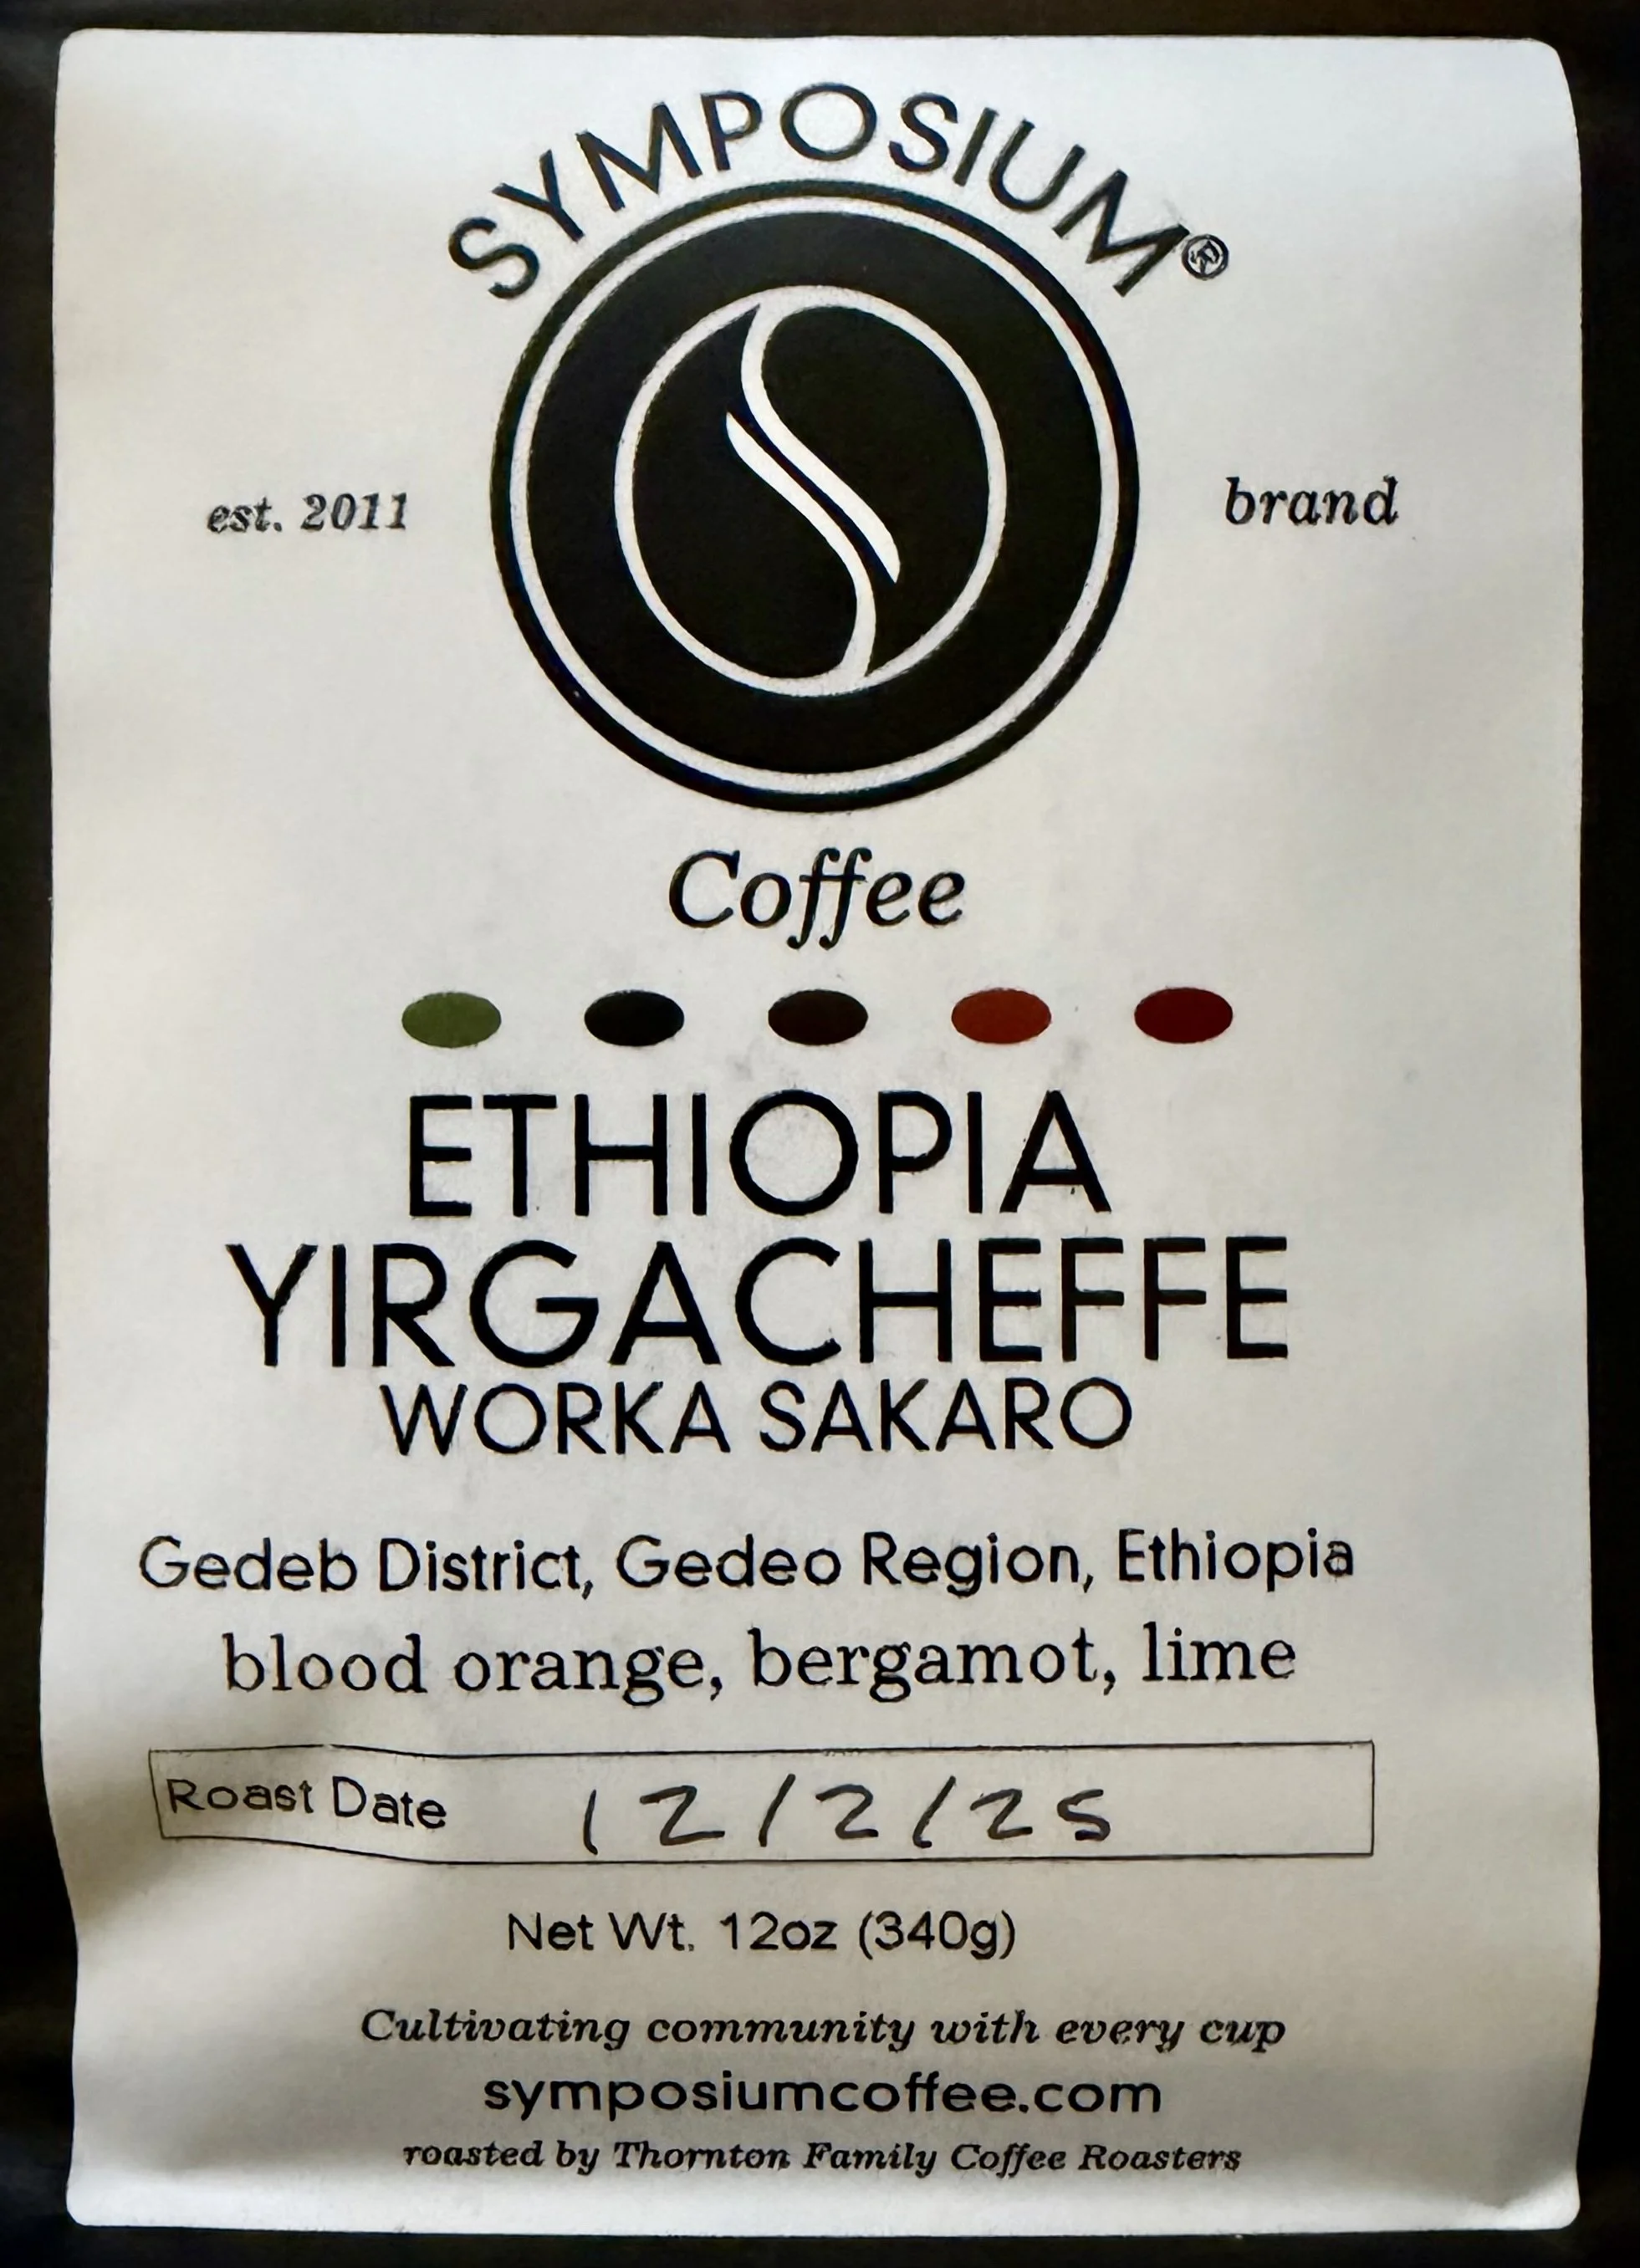 SYMPOSIUM®
est. 2011
brand
Coffee
ETHIOPIA
YIRGACHEFFE
WORKA SAKARO
Gedeb District, Gedeo Region, Ethiopia
blood orange, bergamot, lime
Roast Date 12/2/25
Net Wt. 12oz (340g)
Cultivating community with every cup
symposiumcoffee.com
roasted by Thornton Family Coffee Roasters